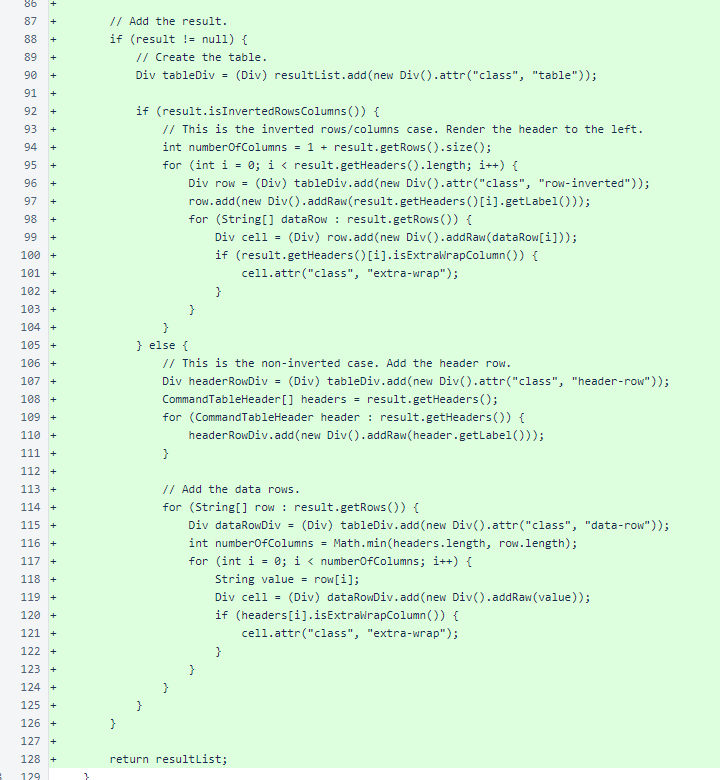 86 +
87 + // Add the result.
88 + if (result != null) {
89 + // Create the table.
90 + Div tableDiv = (Div) resultList.add(new Div().attr("class", "table"));
91 +
92 + if (result.isInvertedRowsColumns()) {
93 + // This is the inverted rows/columns case. Render the header to the left.
94 + int numberOfColumns = 1 + result.getRows().size();
95 + for (int i = 0; i < result.getHeaders().length; i++) {
96 + Div row = (Div) tableDiv.add(new Div().attr("class", "row-inverted"));
97 + row.add(new Div().addRaw(result.getHeaders()[i].getLabel()));
98 + for (String[] dataRow : result.getRows()) {
99 + Div cell = (Div) row.add(new Div().addRaw(dataRow[i]));
100 + if (result.getHeaders()[i].isExtraWrapColumn()) {
101 + cell.attr("class", "extra-wrap");
102 + }
103 + }
104 + }
105 + } else {
106 + // This is the non-inverted case. Add the header row.
107 + Div headerRowDiv = (Div) tableDiv.add(new Div().attr("class", "header-row"));
108 + CommandTableHeader[] headers = result.getHeaders();
109 + for (CommandTableHeader header : result.getHeaders()) {
110 + headerRowDiv.add(new Div().addRaw(header.getLabel()));
111 + }
112 +
113 + // Add the data rows.
114 + for (String[] row : result.getRows()) {
115 + Div dataRowDiv = (Div) tableDiv.add(new Div().attr("class", "data-row"));
116 + int numberOfColumns = Math.min(headers.length, row.length);
117 + for (int i = 0; i < numberOfColumns; i++) {
118 + String value = row[i];
119 + Div cell = (Div) dataRowDiv.add(new Div().addRaw(value));
120 + if (headers[i].isExtraWrapColumn()) {
121 + cell.attr("class", "extra-wrap");
122 + }
123 + }
124 + }
125 + }
126 + }
127 +
128 + return resultList;
129 }